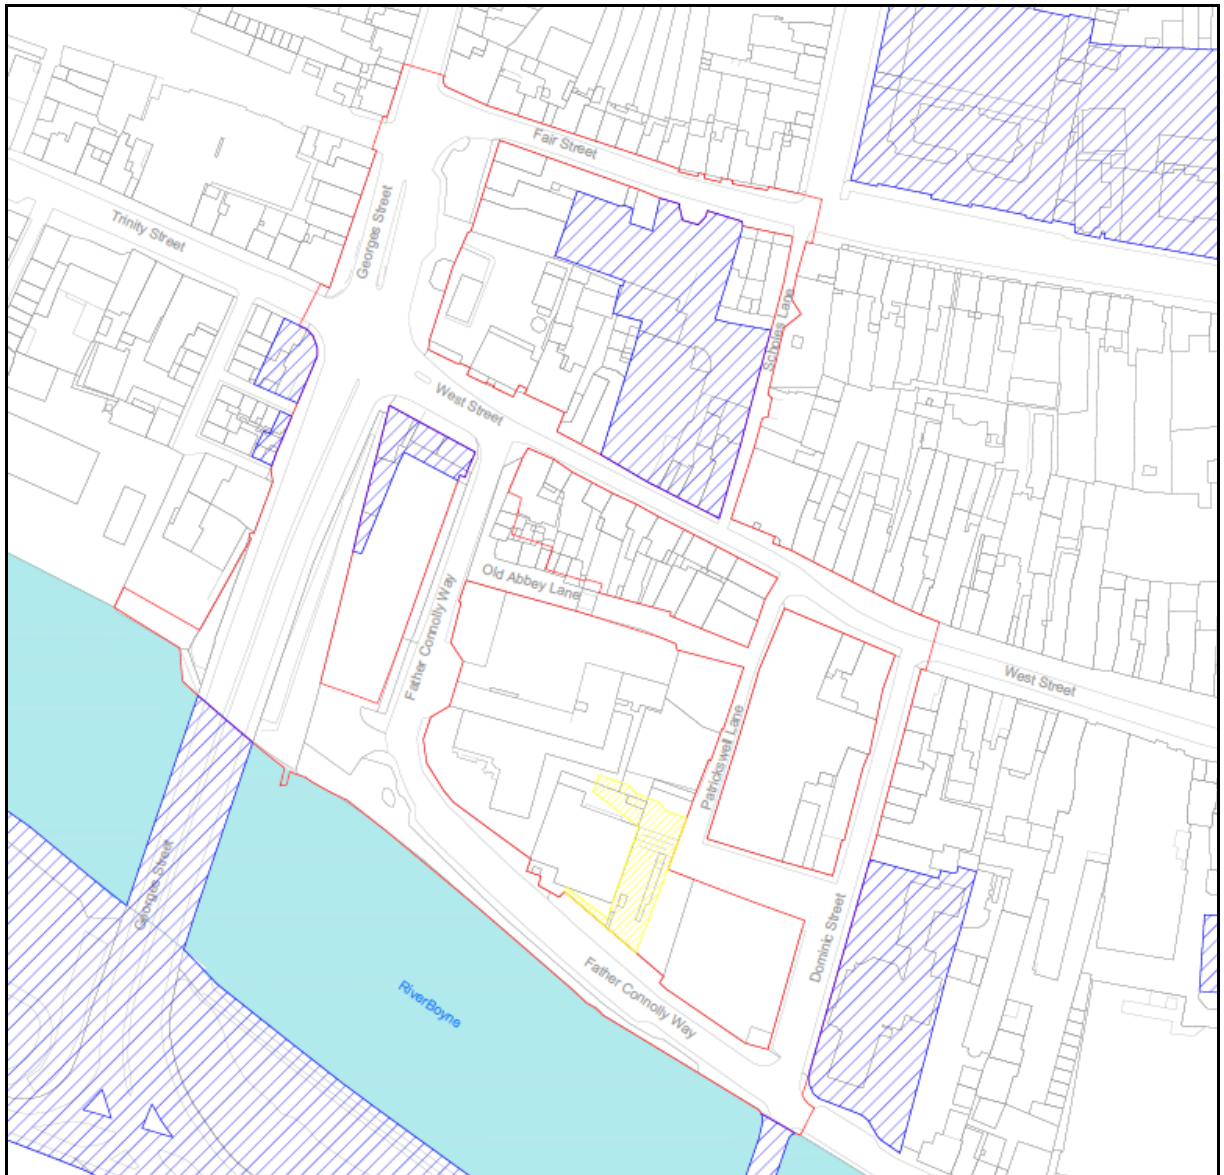 Fair Street
Trinity Street
Georges Street
Scholes Lane
West Street
Old Abbey Lane
Father Connolly Way
West Street
Patrickswell Lane
Georges Street
Dominic Street
RiverBoyne
Father Connolly Way